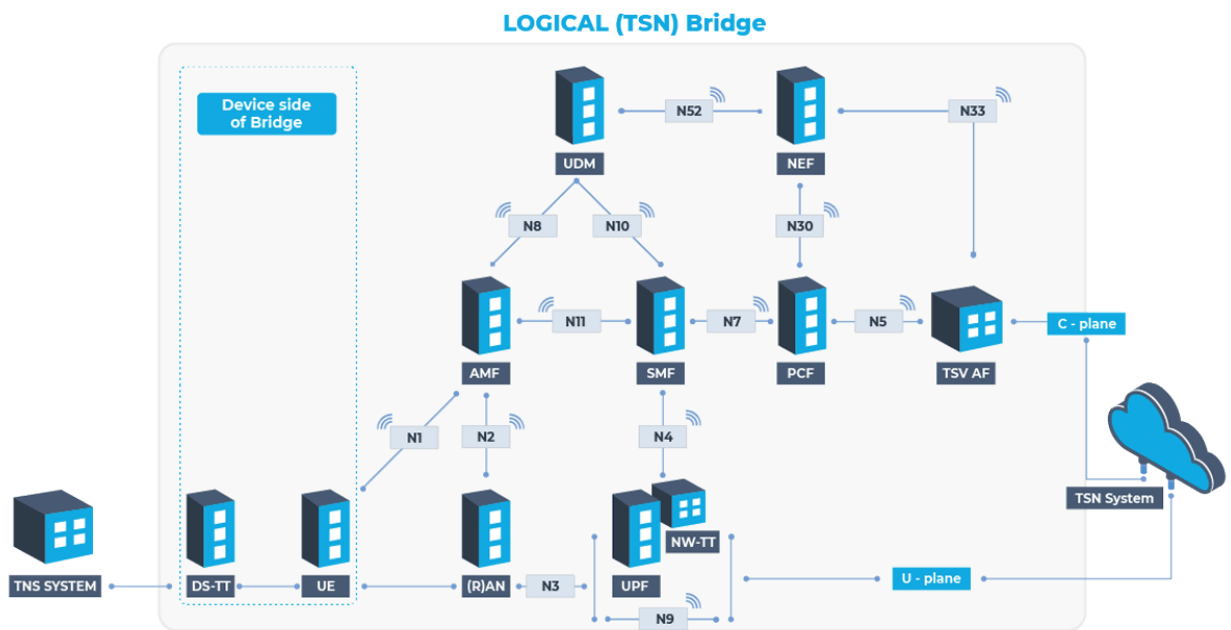 LOGICAL (TSN) Bridge
Device side
of Bridge
UDM
N52
NEF
N33
N8
N10
N30
AMF
N11
SMF
N7
PCF
N5
TSV AF
C - plane
N1
N2
N4
TSN System
TNS SYSTEM
DS-TT
UE
(R)AN
N3
UPF
NW-TT
N9
U - plane